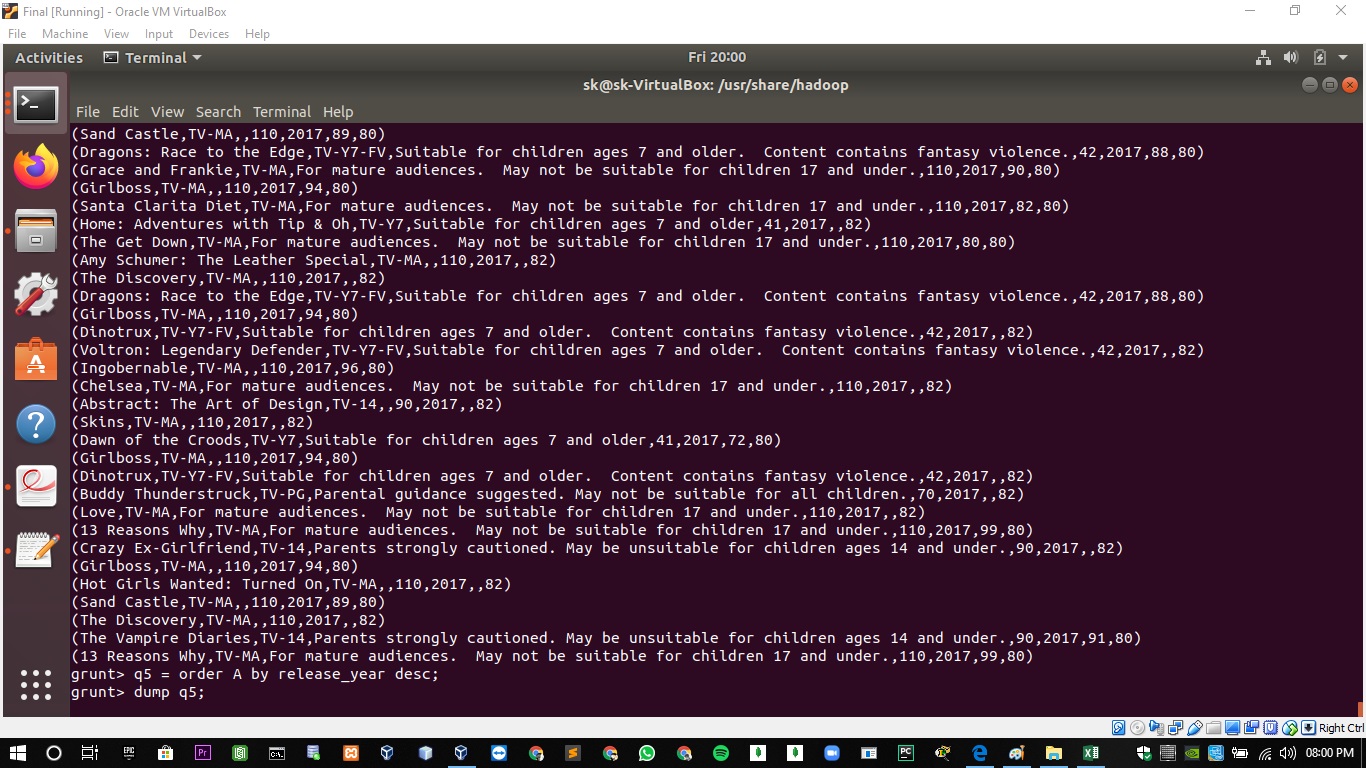 Final [Running] - Oracle VM VirtualBox
File Machine View Input Devices Help
Activities Terminal Fri 20:00
sk@sk-VirtualBox: /usr/share/hadoop
File Edit View Search Terminal Help
(Sand Castle,TV-MA,,110,2017,89,80)
(Dragons: Race to the Edge,TV-Y7-FV,Suitable for children ages 7 and older.  Content contains fantasy violence.,42,2017,88,80)
(Grace and Frankie,TV-MA,For mature audiences.  May not be suitable for children 17 and under.,110,2017,90,80)
(Girlboss,TV-MA,,110,2017,94,80)
(Santa Clarita Diet,TV-MA,For mature audiences.  May not be suitable for children 17 and under.,110,2017,82,80)
(Home: Adventures with Tip & Oh,TV-Y7,Suitable for children ages 7 and older,41,2017,,82)
(The Get Down,TV-MA,For mature audiences.  May not be suitable for children 17 and under.,110,2017,80,80)
(Amy Schumer: The Leather Special,TV-MA,,110,2017,,82)
(The Discovery,TV-MA,,110,2017,,82)
(Dragons: Race to the Edge,TV-Y7-FV,Suitable for children ages 7 and older.  Content contains fantasy violence.,42,2017,88,80)
(Girlboss,TV-MA,,110,2017,94,80)
(Dinotrux,TV-Y7-FV,Suitable for children ages 7 and older.  Content contains fantasy violence.,42,2017,,82)
(Voltron: Legendary Defender,TV-Y7-FV,Suitable for children ages 7 and older.  Content contains fantasy violence.,42,2017,,82)
(Ingobernable,TV-MA,,110,2017,96,80)
(Chelsea,TV-MA,For mature audiences.  May not be suitable for children 17 and under.,110,2017,,82)
(Abstract: The Art of Design,TV-14,,90,2017,,82)
(Skins,TV-MA,,110,2017,,82)
(Dawn of the Croods,TV-Y7,Suitable for children ages 7 and older,41,2017,72,80)
(Girlboss,TV-MA,,110,2017,94,80)
(Dinotrux,TV-Y7-FV,Suitable for children ages 7 and older.  Content contains fantasy violence.,42,2017,,82)
(Buddy Thunderstruck,TV-PG,Parental guidance suggested. May not be suitable for all children.,70,2017,,82)
(Love,TV-MA,For mature audiences.  May not be suitable for children 17 and under.,110,2017,,82)
(13 Reasons Why,TV-MA,For mature audiences.  May not be suitable for children 17 and under.,110,2017,99,80)
(Crazy Ex-Girlfriend,TV-14,Parents strongly cautioned. May be unsuitable for children ages 14 and under.,90,2017,,82)
(Girlboss,TV-MA,,110,2017,94,80)
(Hot Girls Wanted: Turned On,TV-MA,,110,2017,,82)
(Sand Castle,TV-MA,,110,2017,89,80)
(The Discovery,TV-MA,,110,2017,,82)
(The Vampire Diaries,TV-14,Parents strongly cautioned. May be unsuitable for children ages 14 and under.,90,2017,91,80)
(13 Reasons Why,TV-MA,For mature audiences.  May not be suitable for children 17 and under.,110,2017,99,80)
grunt> q5 = order A by release_year desc;
grunt> dump q5;
Right Ctrl
EPIC Pr PC 08:00 PM